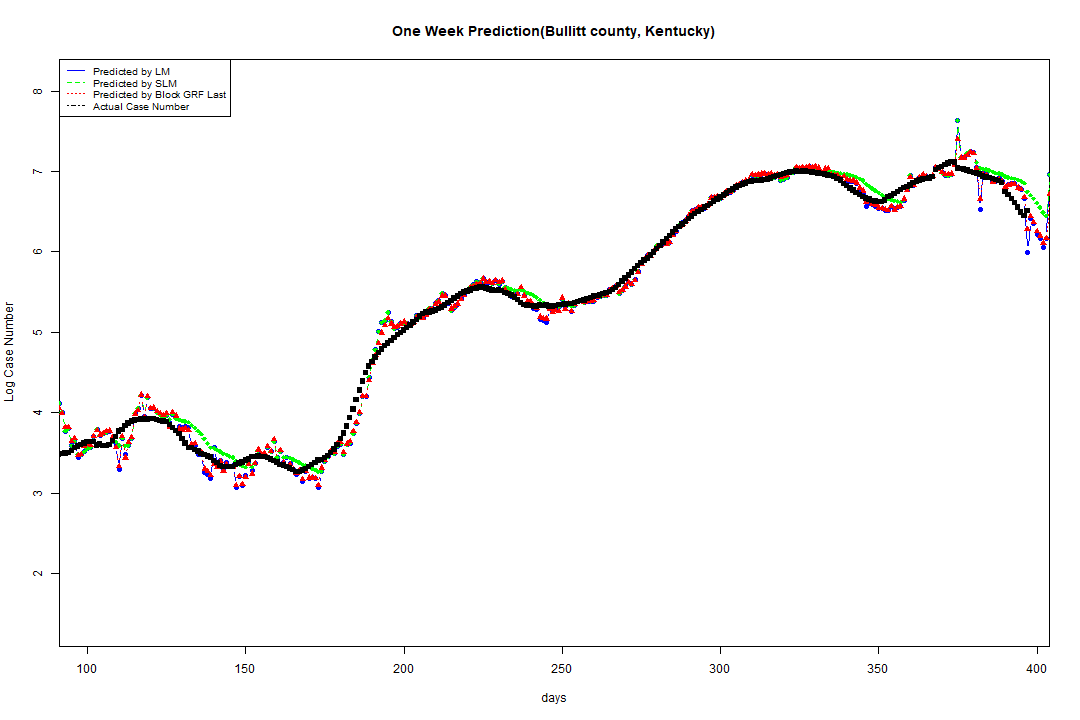 One Week Prediction(Bullitt county, Kentucky)
Predicted by LM
Predicted by SLM
Predicted by Block GRF Last
Actual Case Number
8
7
6
5
4
3
2
Log Case Number
100 150 200 250 300 350 400
days